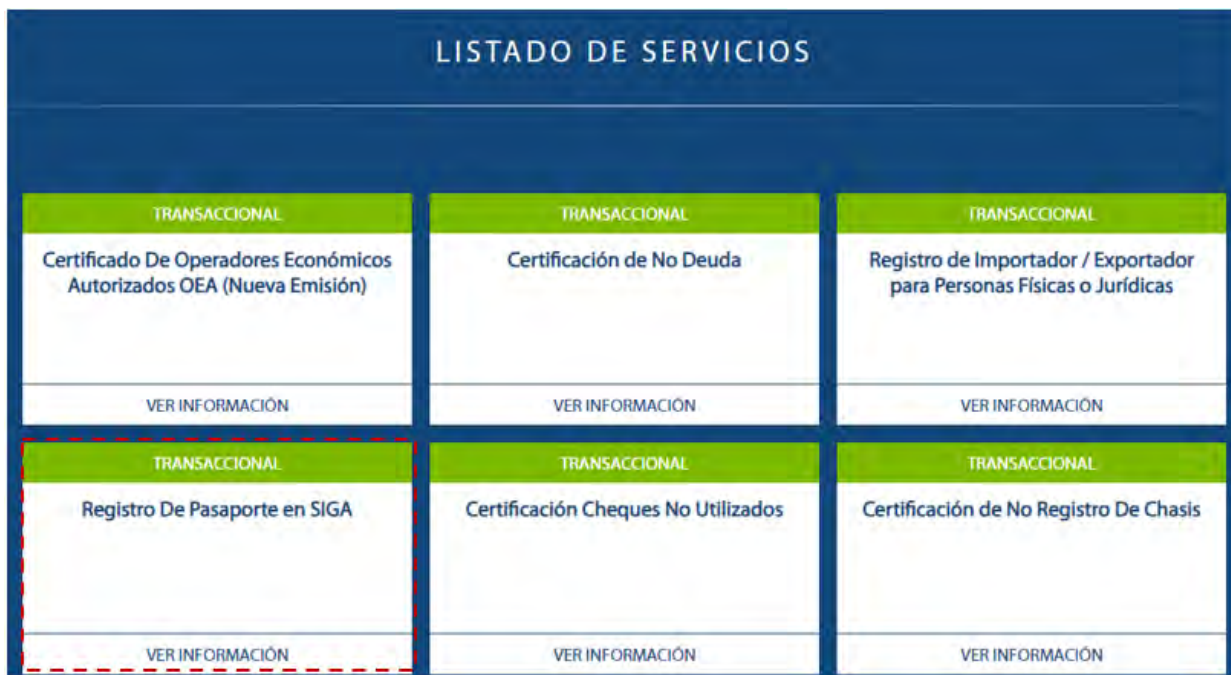 LISTADO DE SERVICIOS
TRANSACCIONAL
Certificado De Operadores Económicos
Autorizados OEA (Nueva Emisión)
VER INFORMACIÓN
TRANSACCIONAL
Certificación de No Deuda
VER INFORMACIÓN
TRANSACCIONAL
Registro de Importador / Exportador
para Personas Físicas o Jurídicas
VER INFORMACIÓN
TRANSACCIONAL
Registro De Pasaporte en SIGA
VER INFORMACIÓN
TRANSACCIONAL
Certificación Cheques No Utilizados
VER INFORMACIÓN
TRANSACCIONAL
Certificación de No Registro De Chasis
VER INFORMACIÓN